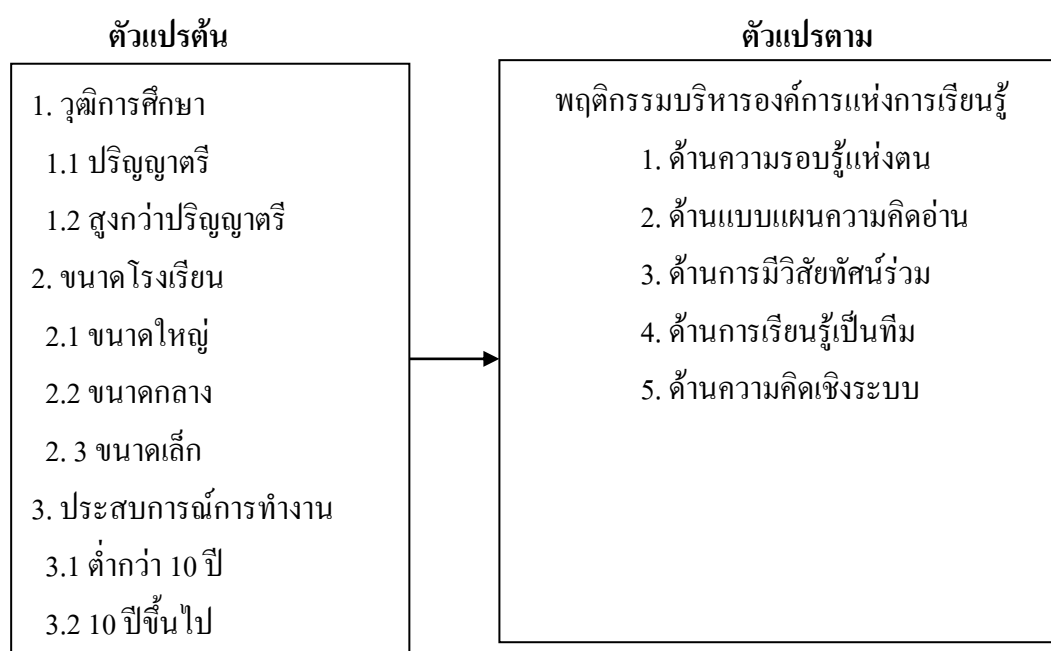 ตัวแปรต้น
1. วุฒิการศึกษา
1.1 ปริญญาตรี
1.2 สูงกว่าปริญญาตรี
2. ขนาดโรงเรียน
2.1 ขนาดใหญ่
2.2 ขนาดกลาง
2. 3 ขนาดเล็ก
3. ประสบการณ์การทำงาน
3.1 ต่ำกว่า 10 ปี
3.2 10 ปีขึ้นไป
ตัวแปรตาม
พฤติกรรมบริหารองค์การแห่งการเรียนรู้
1. ด้านความรอบรู้แห่งตน
2. ด้านแบบแผนความคิดอ่าน
3. ด้านการมีวิสัยทัศน์ร่วม
4. ด้านการเรียนรู้เป็นทีม
5. ด้านความคิดเชิงระบบ